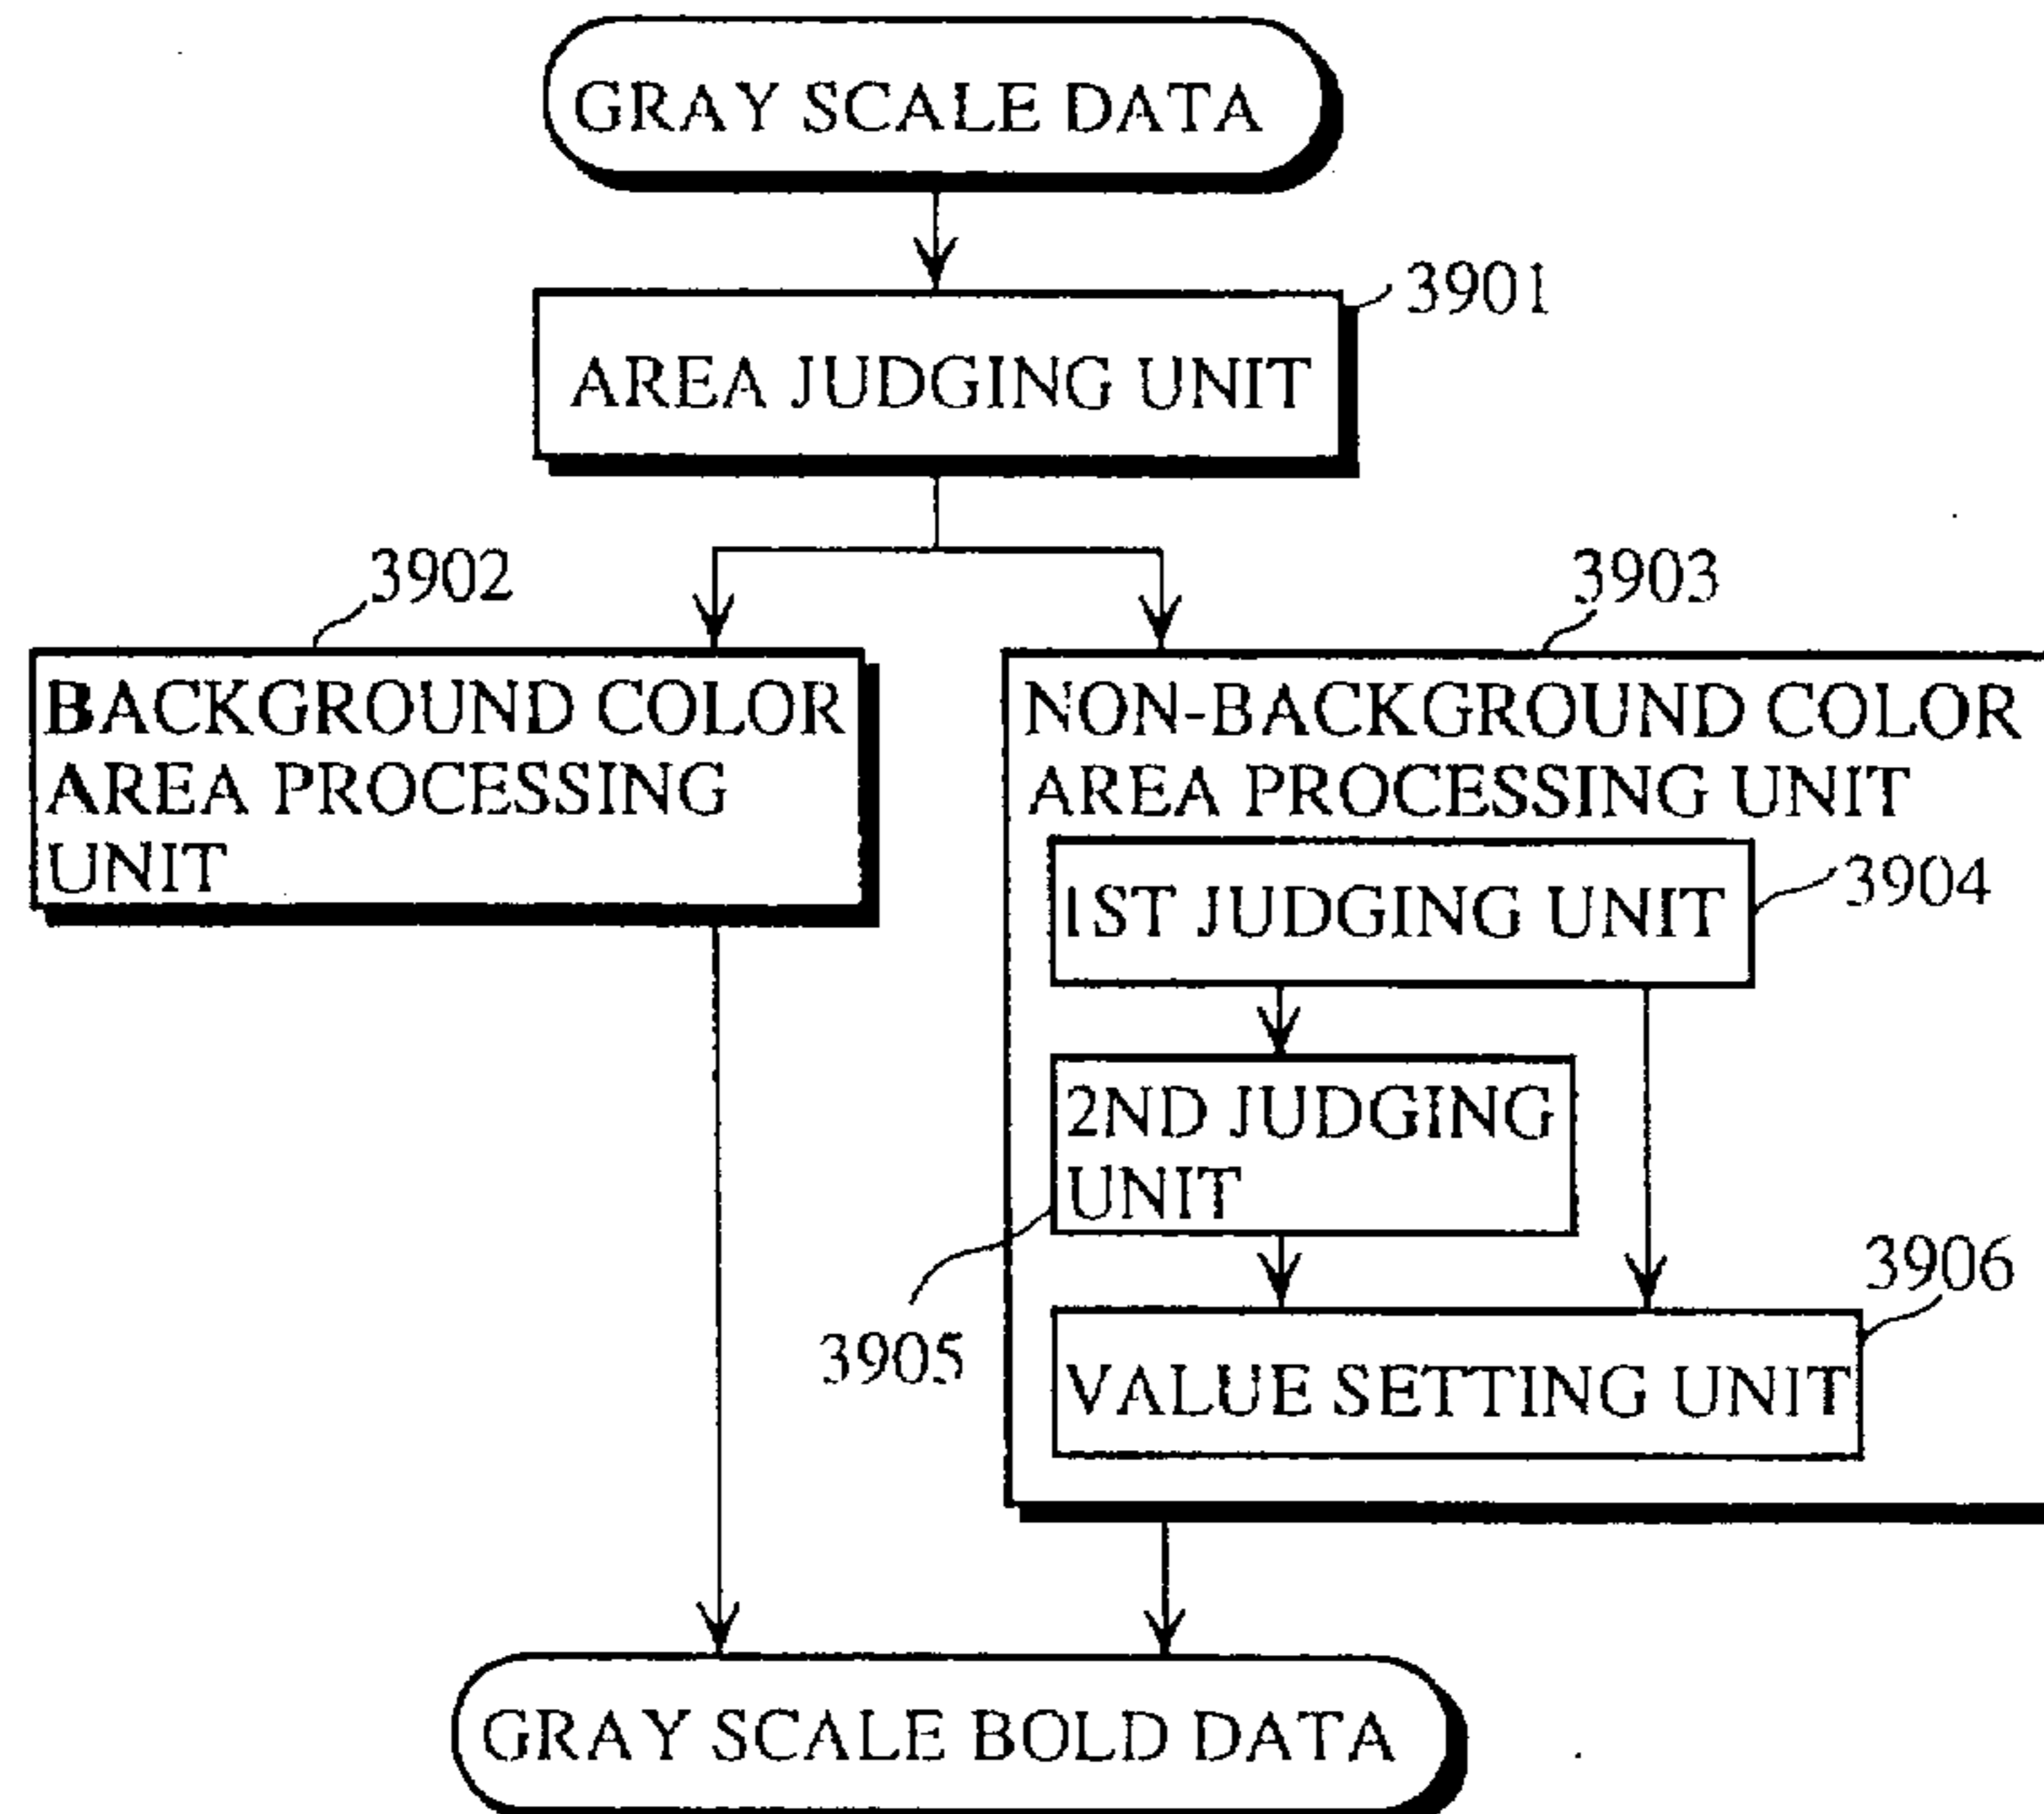 GRAY SCALE DATA
3901
AREA JUDGING UNIT
3902
BACKGROUND COLOR
AREA PROCESSING
UNIT
3903
NON-BACKGROUND COLOR
AREA PROCESSING UNIT
1ST JUDGING UNIT
3904
2ND JUDGING
UNIT
3905
3906
VALUE SETTING UNIT
GRAY SCALE BOLD DATA